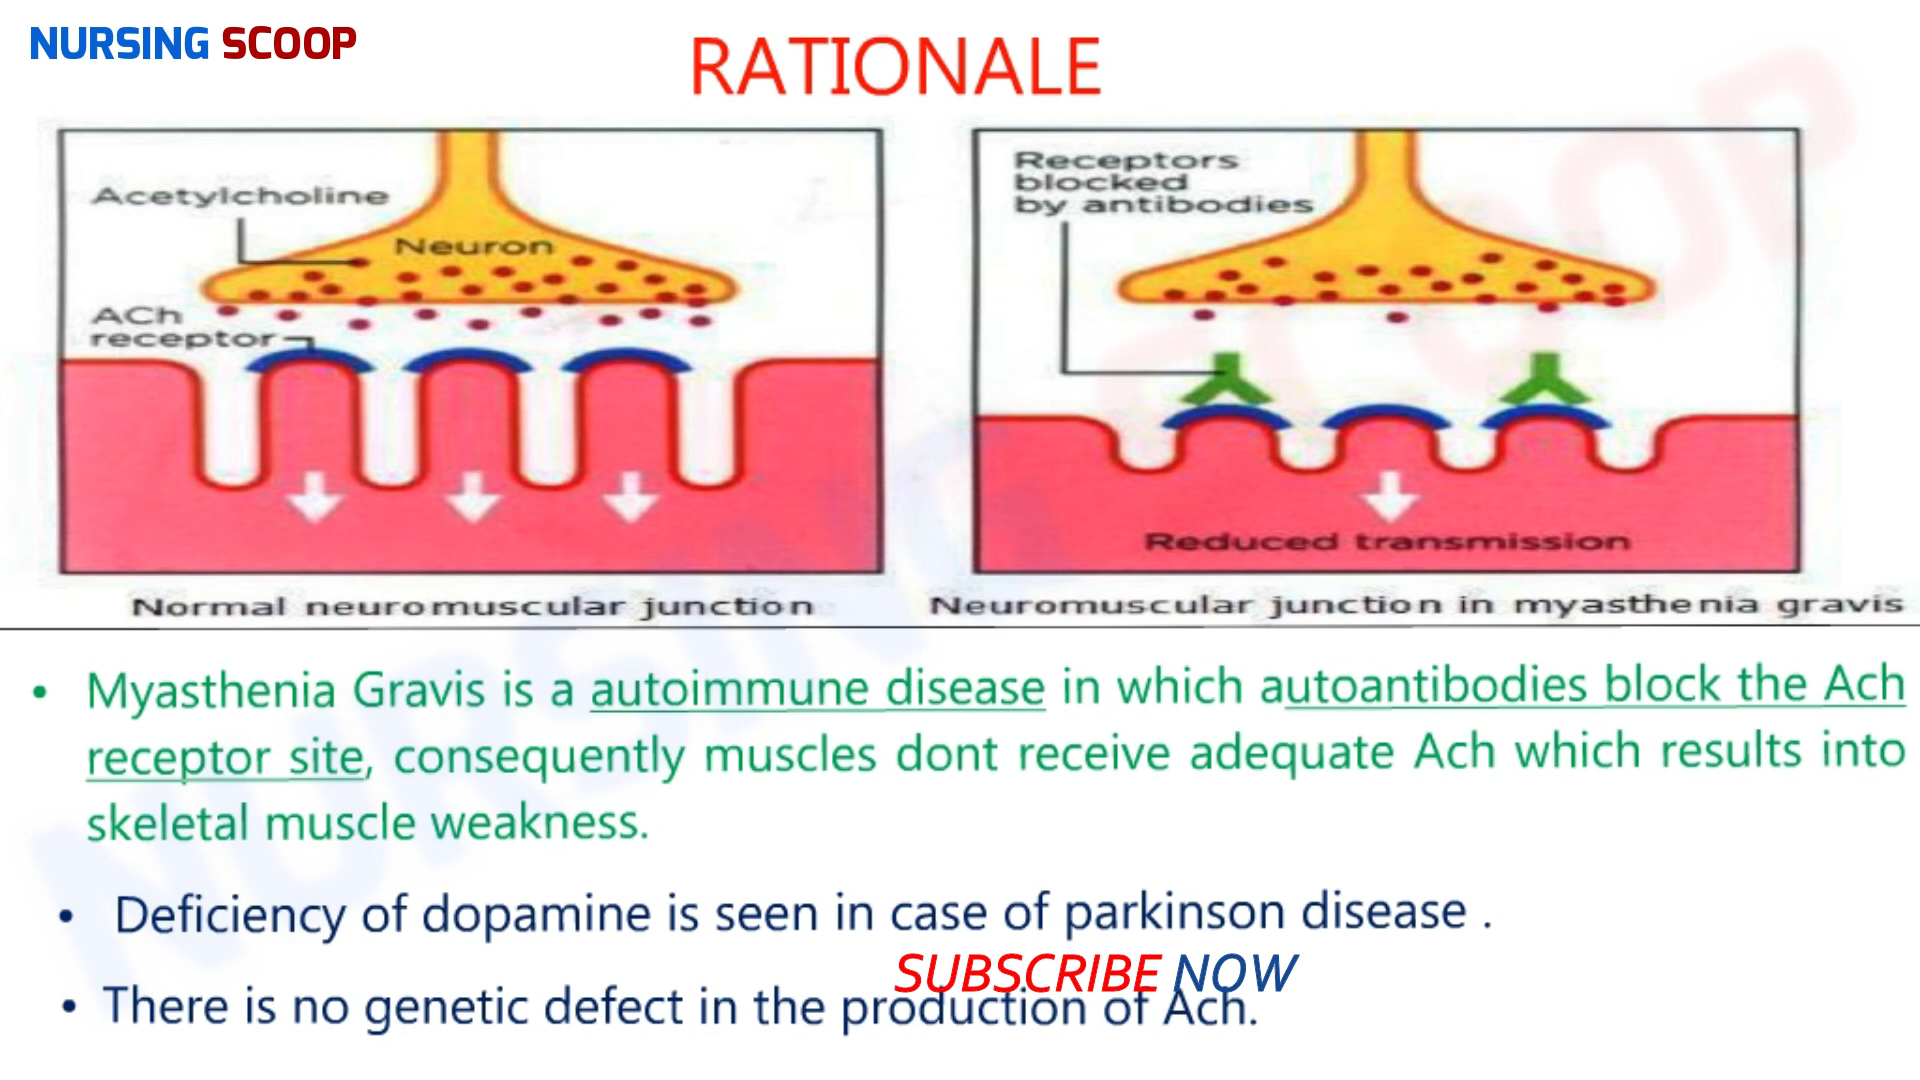 NURSING SCOOP
RATIONALE
Acetylcholine
Neuron
ACh
receptor
Normal neuromuscular junction
Receptors
blocked
by antibodies
Reduced transmission
Neuromuscular junction in myasthenia gravis
• Myasthenia Gravis is a autoimmune disease in which autoantibodies block the Ach
receptor site, consequently muscles dont receive adequate Ach which results into
skeletal muscle weakness.
• Deficiency of dopamine is seen in case of parkinson disease .
SUBSCRIBE NOW
• There is no genetic defect in the production of Ach.
NURSING SCOOP